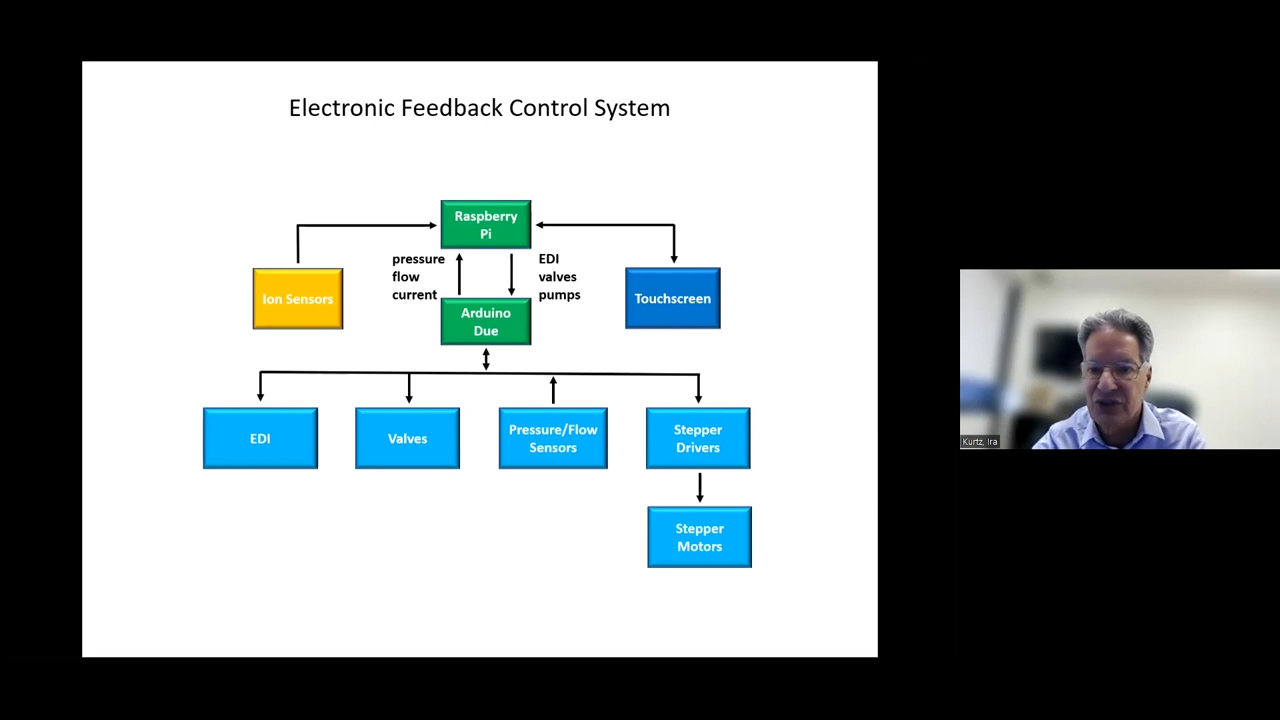 Electronic Feedback Control System
Raspberry
Pi
pressure
flow
current
EDI
valves
pumps
Ion Sensors
Touchscreen
Arduino
Due
EDI
Valves
Pressure/Flow
Sensors
Stepper
Drivers
Stepper
Motors
Kurtz, Ira